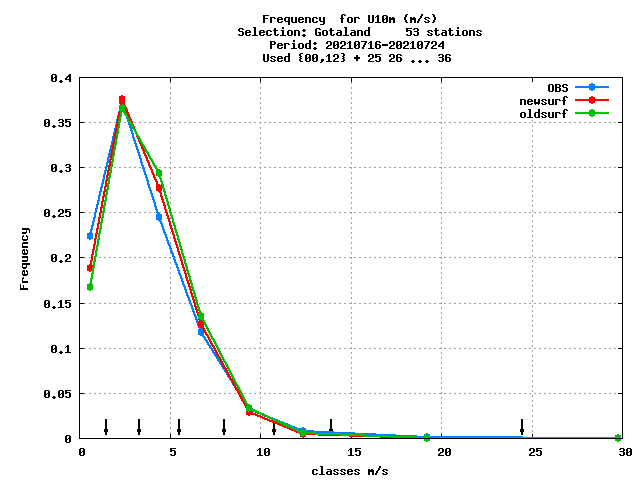 Frequency  for U10m (m/s)
Selection: Gotaland     53 stations
Period: 20210716-20210724
Used {00,12} + 25 26 ... 36
OBS
newsurf
oldsurf
0.4
0.35
0.3
0.25
0.2
0.15
0.1
0.05
0
Frequency
0 5 10 15 20 25 30
classes m/s